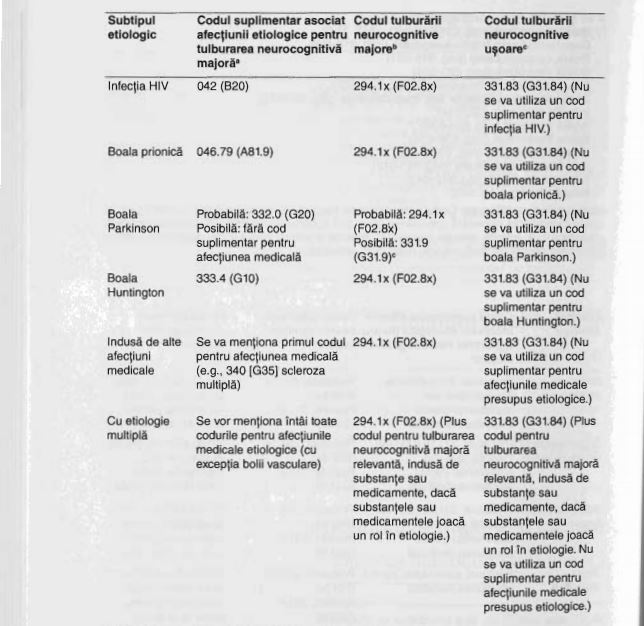 Subtipul etiologic
Codul suplimentar asociat afecțiunii etiologice pentru tulburarea neurocognitivă majoră^a
Codul tulburării neurocognitive majore^b
Codul tulburării neurocognitive ușoare^c
Infecția HIV
042 (B20)
294.1x (F02.8x)
331.83 (G31.84) (Nu
se va utiliza un cod
suplimentar pentru
infecția HIV.)
Boala prionică
046.79 (A81.9)
294.1x (F02.8x)
331.83 (G31.84) (Nu
se va utiliza un cod
suplimentar pentru
boala prionică.)
Boala
Parkinson
Probabilă: 332.0 (G20)
Posibilă: fără cod
suplimentar pentru
afecțiunea medicală
Probabilă: 294.1x
(F02.8x)
Posibilă: 331.9
(G31.9)^c
331.83 (G31.84) (Nu
se va utiliza un cod
suplimentar pentru
boala Parkinson.)
Boala
Huntington
333.4 (G10)
294.1x (F02.8x)
331.83 (G31.84) (Nu
se va utiliza un cod
suplimentar pentru
boala Huntington.)
Indusă de alte
afecțiuni
medicale
Se va menționa primul codul
pentru afecțiunea medicală
(e.g., 340 [G35] scleroza
multiplă)
294.1x (F02.8x)
331.83 (G31.84) (Nu
se va utiliza un cod
suplimentar pentru
afecțiunile medicale
presupus etiologice.)
Cu etiologie
multiplă
Se vor menționa întâi toate
codurile pentru afecțiunile
medicale etiologice (cu
excepția bolii vasculare)
294.1x (F02.8x) (Plus
codul pentru tulburarea
neurocognitivă majoră
relevantă, indusă de
substanțe sau
medicamente, dacă
substanțele sau
medicamentele joacă
un rol în etiologie.)
331.83 (G31.84) (Plus
codul pentru
tulburarea
neurocognitivă majoră
relevantă, indusă de
substanțe sau
medicamente, dacă
substanțele sau
medicamentele joacă
un rol în etiologie. Nu
se va utiliza un cod
suplimentar pentru
afecțiunile medicale
presupus etiologice.)